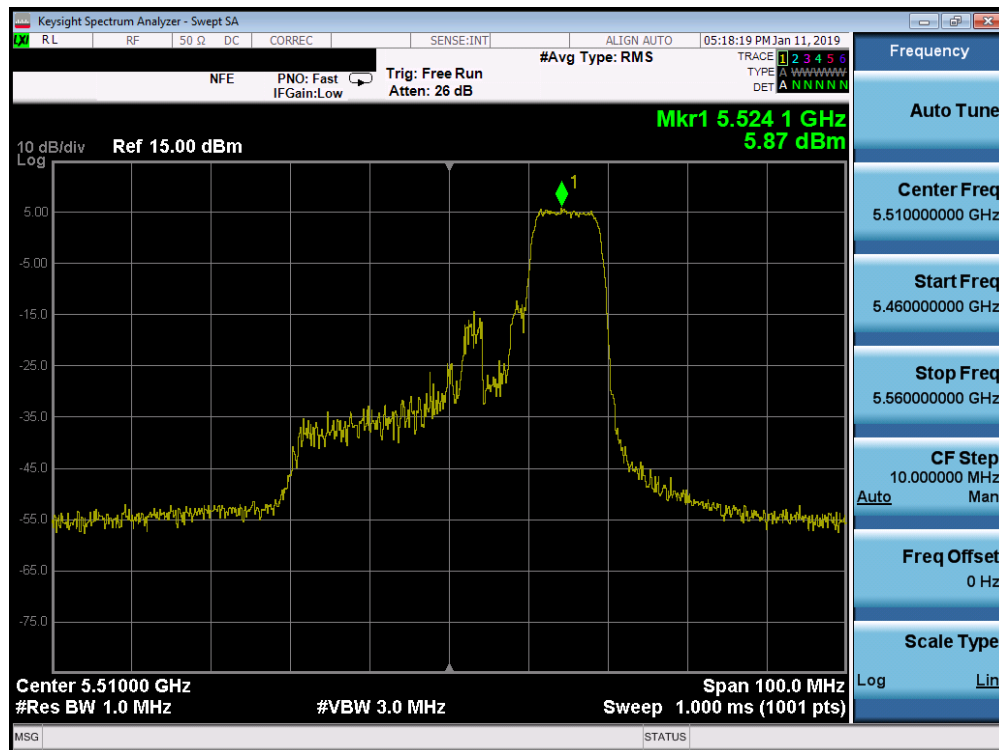 Keysight Spectrum Analyzer - Swept SA
LXI RL RF 50 Ω DC CORREC SENSE:INT ALIGN AUTO 05:18:19 PM Jan 11, 2019
NFE PNO: Fast Trig: Free Run #Avg Type: RMS TRACE 1 2 3 4 5 6
IFGain:Low Atten: 26 dB TYPE A WWWWW
DET A N N N N N
Mkr1 5.524 1 GHz
5.87 dBm
10 dB/div Ref 15.00 dBm
Log
1
5.00
-5.00
-15.0
-25.0
-35.0
-45.0
-55.0
-65.0
-75.0
Center 5.51000 GHz Span 100.0 MHz
#Res BW 1.0 MHz #VBW 3.0 MHz Sweep 1.000 ms (1001 pts)
MSG STATUS
Frequency
Auto Tune
Center Freq
5.510000000 GHz
Start Freq
5.460000000 GHz
Stop Freq
5.560000000 GHz
CF Step
10.000000 MHz
Auto Man
Freq Offset
0 Hz
Scale Type
Log Lin